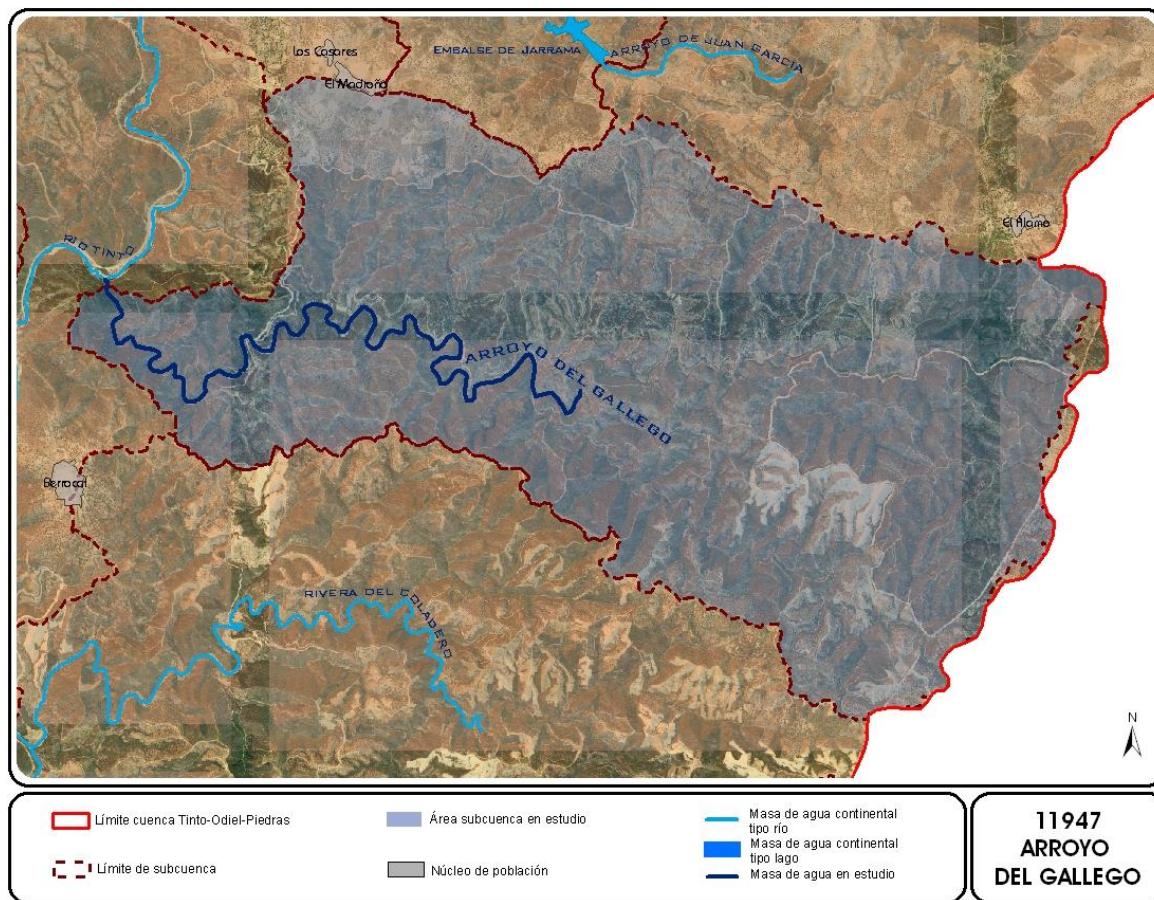 Los Casares
EMBALSE DE JARRAMA
ARROYO DE JUAN GARCÍA
El Madroño
El Álamo
RIO TINTO
ARROYO DEL GALLEGO
Berrocal
RIVERA DEL COLADERO
N
Límite cuenca Tinto-Odiel-Piedras
Límite de subcuenca
Área subcuenca en estudio
Núcleo de población
Masa de agua continental
tipo río
Masa de agua continental
tipo lago
Masa de agua en estudio
11947
ARROYO
DEL GALLEGO